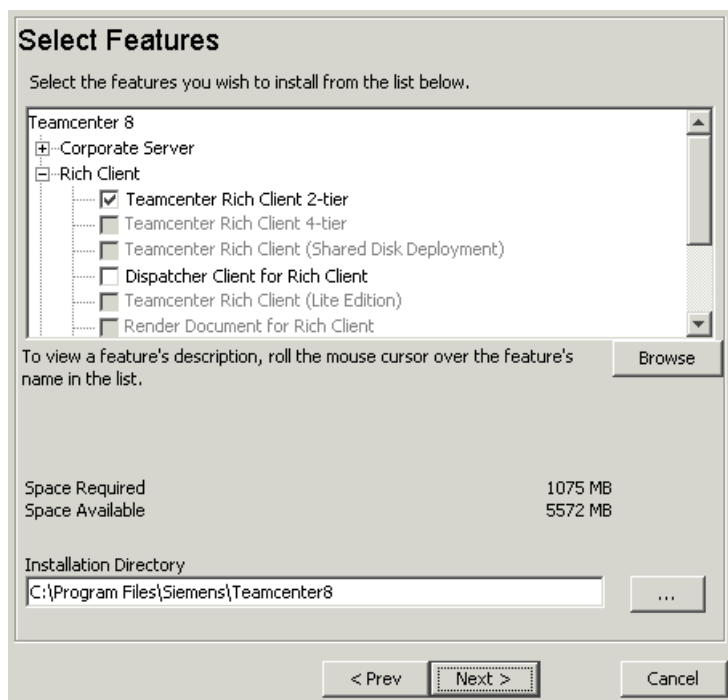 Select Features
Select the features you wish to install from the list below.
Teamcenter 8
Corporate Server
Rich Client
Teamcenter Rich Client 2-tier
Teamcenter Rich Client 4-tier
Teamcenter Rich Client (Shared Disk Deployment)
Dispatcher Client for Rich Client
Teamcenter Rich Client (Lite Edition)
Render Document for Rich Client
To view a feature's description, roll the mouse cursor over the feature's
name in the list.
Browse
Space Required 1075 MB
Space Available 5572 MB
Installation Directory
C:\Program Files\Siemens\Teamcenter8
...
< Prev Next > Cancel